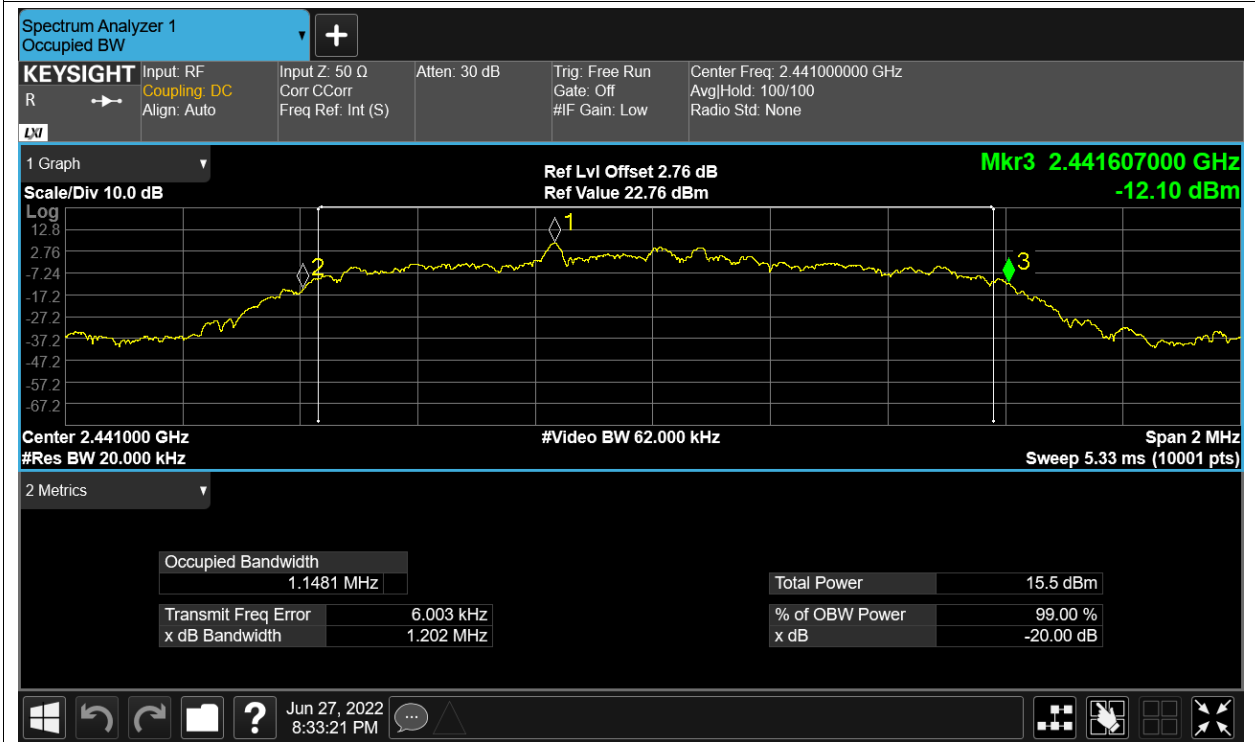 Spectrum Analyzer 1
Occupied BW
+
KEYSIGHT
R
LXI
Input: RF
Coupling: DC
Align: Auto
Input Z: 50 Ω
Corr CCorr
Freq Ref: Int (S)
Atten: 30 dB
Trig: Free Run
Gate: Off
#IF Gain: Low
Center Freq: 2.441000000 GHz
Avg|Hold: 100/100
Radio Std: None
1 Graph
Scale/Div 10.0 dB
Ref Lvl Offset 2.76 dB
Ref Value 22.76 dBm
Mkr3 2.441607000 GHz
-12.10 dBm
Log
12.8
2.76
-7.24
-17.2
-27.2
-37.2
-47.2
-57.2
-67.2
1
2
3
Center 2.441000 GHz
#Video BW 62.000 kHz
Span 2 MHz
#Res BW 20.000 kHz
Sweep 5.33 ms (10001 pts)
2 Metrics
Occupied Bandwidth
1.1481 MHz
Total Power 15.5 dBm
Transmit Freq Error 6.003 kHz
% of OBW Power 99.00 %
x dB Bandwidth 1.202 MHz
x dB -20.00 dB
?
Jun 27, 2022
8:33:21 PM